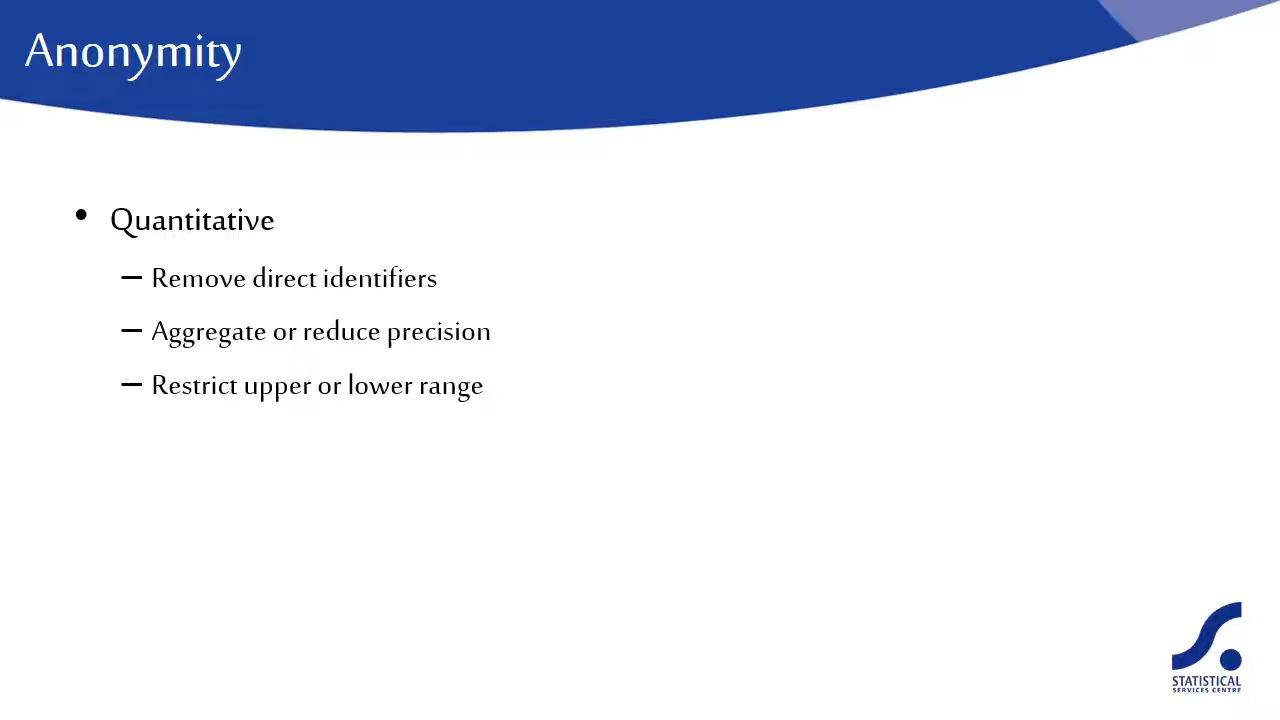 Anonymity
• Quantitative
– Remove direct identifiers
– Aggregate or reduce precision
– Restrict upper or lower range
STATISTICAL
SERVICES CENTRE